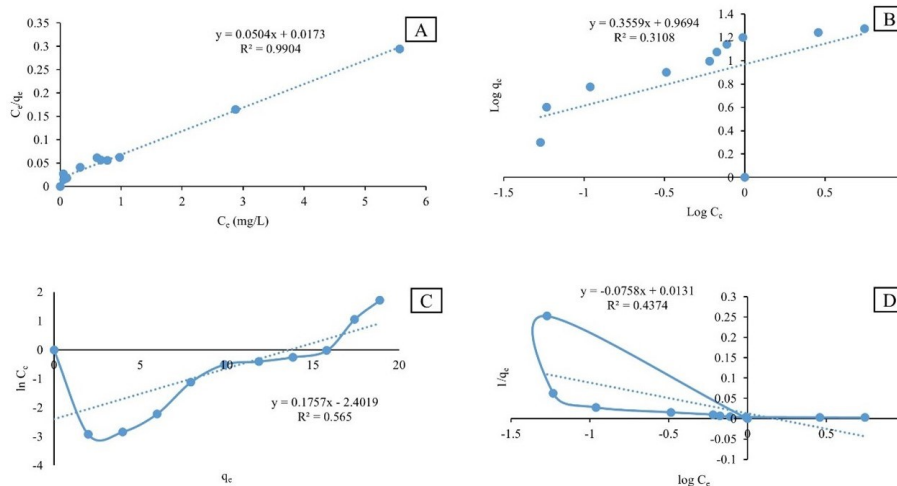 y = 0.0504x + 0.0173
R² = 0.9904
A
0.35
0.3
0.25
0.2
0.15
0.1
0.05
0
0 1 2 3 4 5 6
Cₑ/qₑ
Cₑ (mg/L)
y = 0.3559x + 0.9694
R² = 0.3108
B
1.4
1.2
1
0.8
0.6
0.4
0.2
0
-1.5 -1 -0.5 0 0.5
Log qₑ
Log Cₑ
C
2
1
0
-1
-2
-3
-4
0 5 10 15 20
y = 0.1757x - 2.4019
R² = 0.565
ln Cₑ
qₑ
y = -0.0758x + 0.0131
R² = 0.4374
D
0.3
0.25
0.2
0.15
0.1
0.05
0
-0.05
-0.1
-1.5 -1 -0.5 0 0.5
1/qₑ
log Cₑ